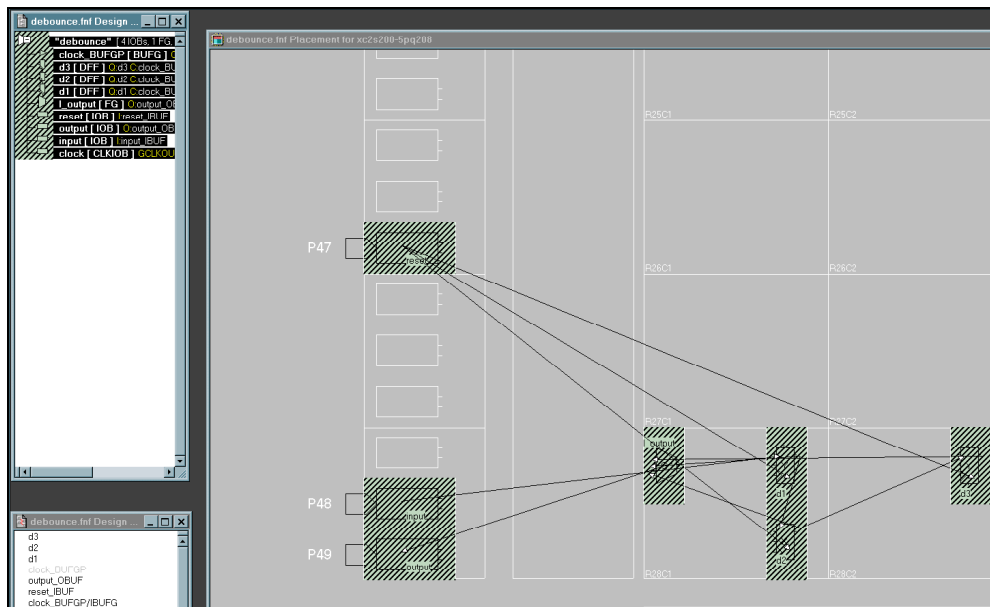 debounce.fnf Design ...
"debounce" [ 4 IOBs, 1 FG,
clock_BUFGP [ BUFG ]
d3 [ DFF ] Q:d3 C:clock_BU
d2 [ DFF ] Q:d2 C:clock_BU
d1 [ DFF ] Q:d1 C:clock_BU
I_output [ FG ] O:output_OB
reset [ IOB ] I:reset_IBUF
output [ IOB ] O:output_OB
input [ IOB ] I:input_IBUF
clock [ CLKIOB ] GCLKOU
debounce.fnf Design ...
d3
d2
d1
clock_BUFGP
output_OBUF
reset_IBUF
clock_BUFGP/IBUFG
debounce.fnf Placement for xc2s200-5pq208
R25C1
R25C2
P47
reset
R26C1
R26C2
R27C1
R27C2
I_output
P48
input
d1
d3
P49
output
d2
R28C1
R28C2